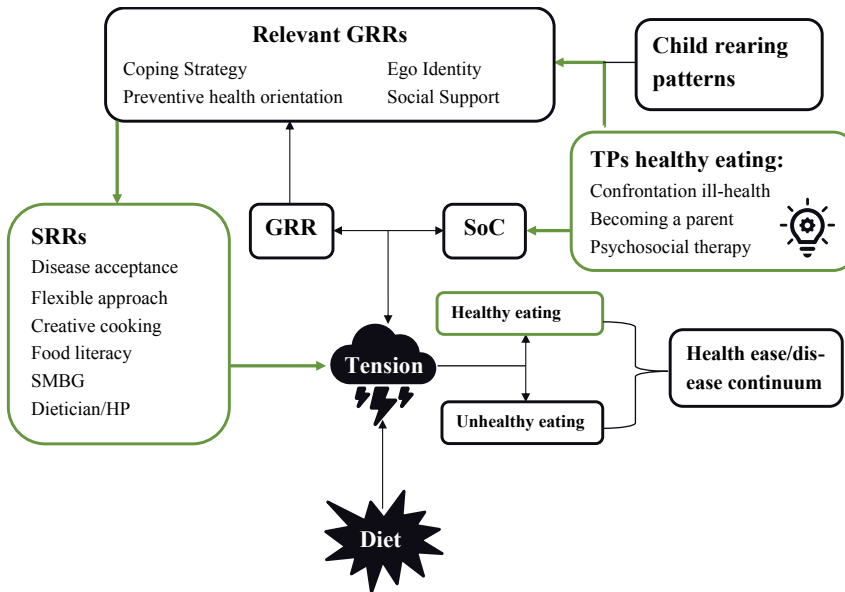 Relevant GRRs
Coping Strategy
Ego Identity
Preventive health orientation
Social Support
Child rearing
patterns
TPs healthy eating:
Confrontation ill-health
Becoming a parent
Psychosocial therapy
SRRs
Disease acceptance
Flexible approach
Creative cooking
Food literacy
SMBG
Dietician/HP
GRR
SoC
Tension
Healthy eating
Unhealthy eating
Health ease/dis-
ease continuum
Diet